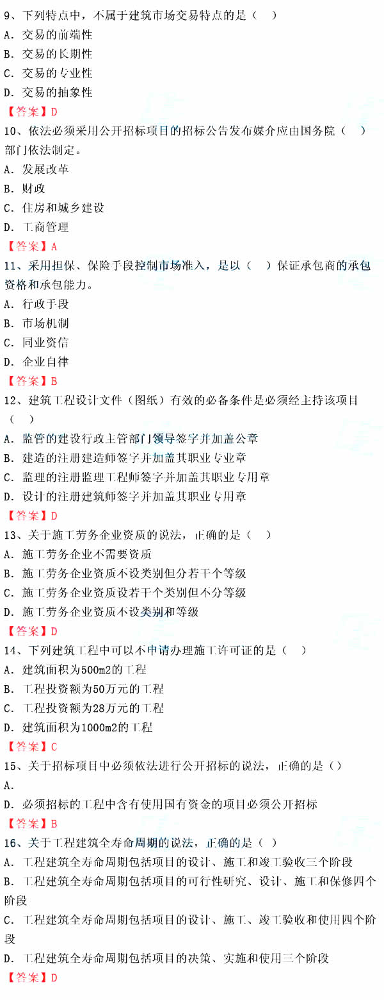 9、下列特点中，不属于建筑市场交易特点的是（　）
A．交易的前端性
B．交易的长期性
C．交易的专业性
D．交易的抽象性
【答案】D
10、依法必须采用公开招标项目的招标公告发布媒介应由国务院（　）
部门依法制定。
A．发展改革
B．财政
C．住房和城乡建设
D．工商管理
【答案】A
11、采用担保、保险手段控制市场准入，是以（　）保证承包商的承包
资格和承包能力。
A．行政手段
B．市场机制
C．同业资信
D．企业自律
【答案】B
12、建筑工程设计文件（图纸）有效的必备条件是必须经主持该项目
（　）
A．监管的建设行政主管部门领导签字并加盖公章
B．建造的注册建造师签字并加盖其职业专业章
C．监理的注册监理工程师签字并加盖其职业专用章
D．设计的注册建筑师签字并加盖其职业专用章
【答案】D
13、关于施工劳务企业资质的说法，正确的是（　）
A．施工劳务企业不需要资质
B．施工劳务企业资质不设类别但分若干个等级
C．施工劳务企业资质设若干个类别但不分等级
D．施工劳务企业资质不设类别和等级
【答案】D
14、下列建筑工程中可以不申请办理施工许可证的是（　）
A．建筑面积为500m2的工程
B．工程投资额为50万元的工程
C．工程投资额为28万元的工程
D．建筑面积为1000m2的工程
【答案】C
15、关于招标项目中必须依法进行公开招标的说法，正确的是()
A．
D．必须招标的工程中含有使用国有资金的项目必须公开招标
【答案】B
16、关于工程建筑全寿命周期的说法，正确的是（ ）
A．工程建筑全寿命周期包括项目的设计、施工和竣工验收三个阶段
B．工程建筑全寿命周期包括项目的可行性研究、设计、施工和保修四个
阶段
C．工程建筑全寿命周期包括项目的设计、施工、竣工验收和使用四个阶
段
D．工程建筑全寿命周期包括项目的决策、实施和使用三个阶段
【答案】D